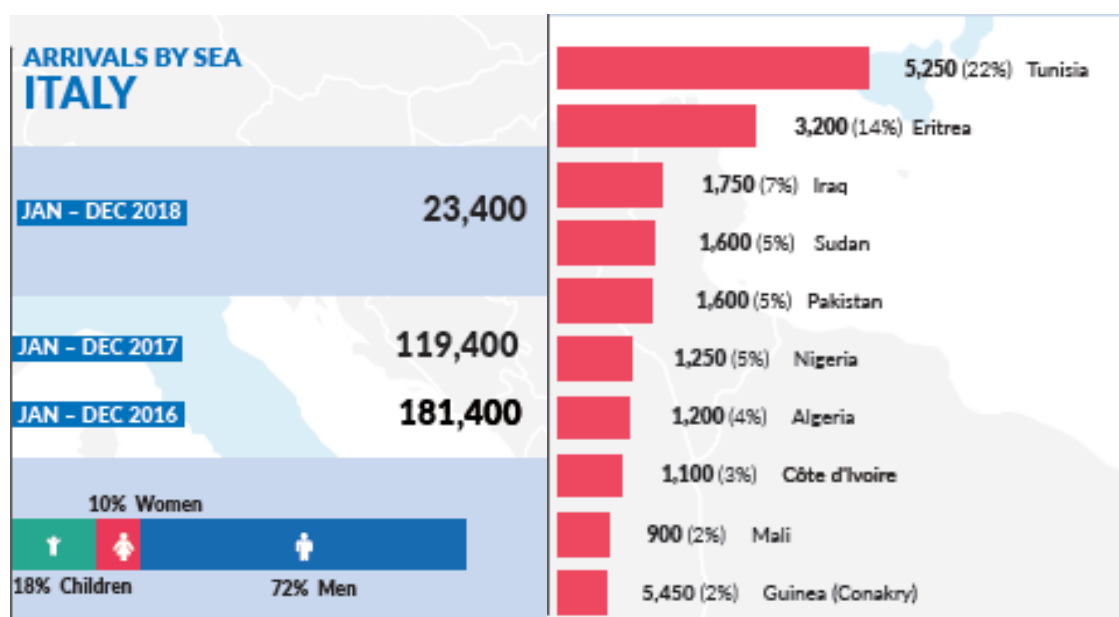 ARRIVALS BY SEA
ITALY
JAN – DEC 2018 23,400
JAN – DEC 2017 119,400
JAN – DEC 2016 181,400
10% Women
18% Children 72% Men
5,250 (22%) Tunisia
3,200 (14%) Eritrea
1,750 (7%) Iraq
1,600 (5%) Sudan
1,600 (5%) Pakistan
1,250 (5%) Nigeria
1,200 (4%) Algeria
1,100 (3%) Côte d'Ivoire
900 (2%) Mali
5,450 (2%) Guinea (Conakry)